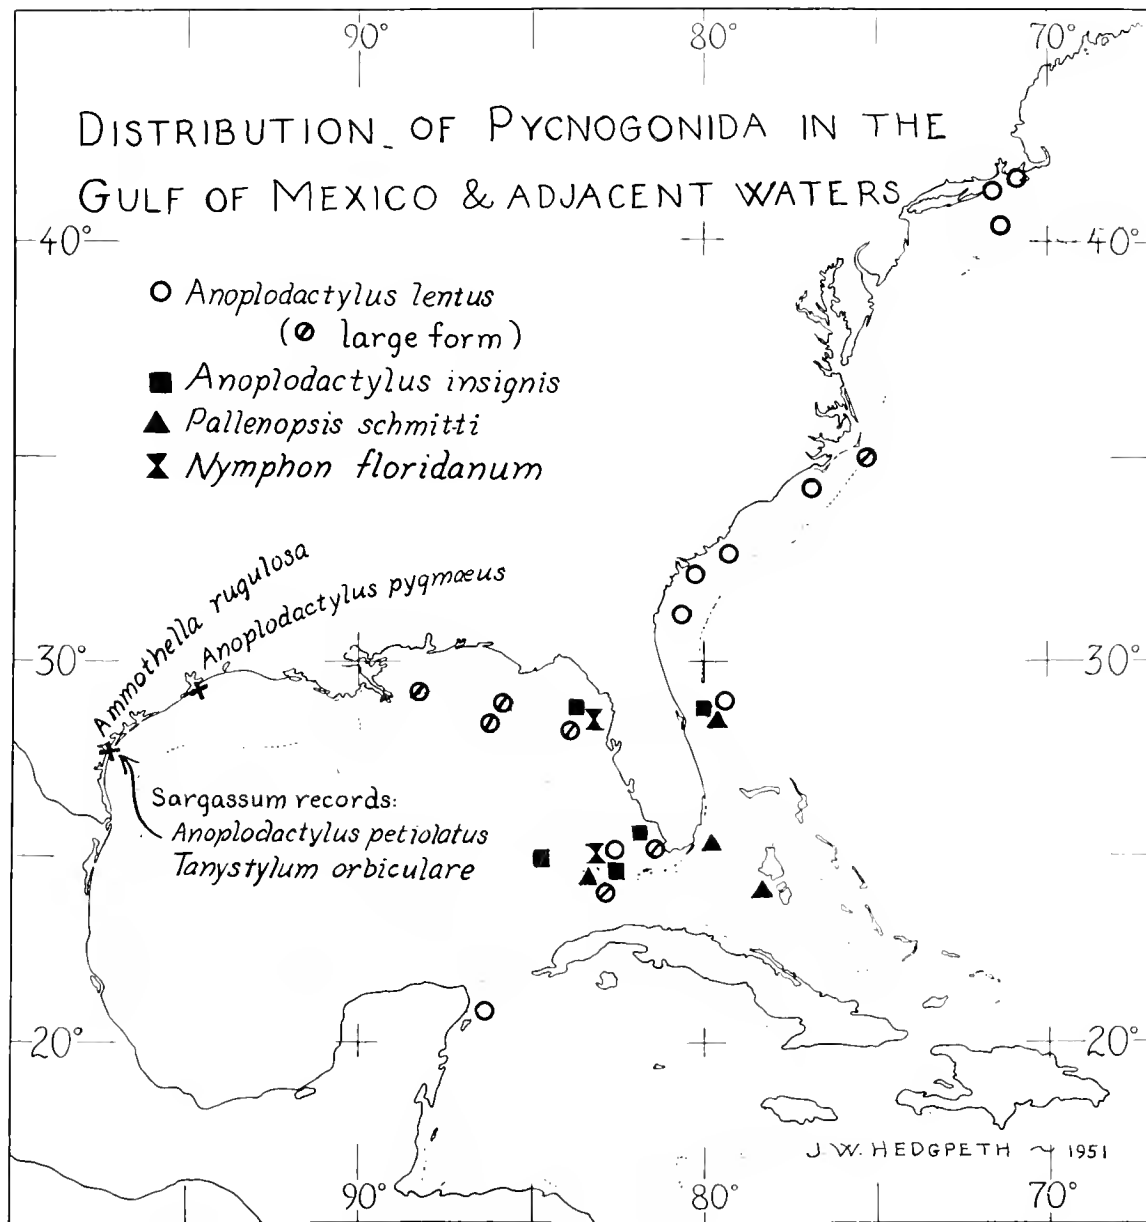 90° 80° 70°
DISTRIBUTION OF PYCNOGONIDA IN THE
GULF OF MEXICO & ADJACENT WATERS
40° 40°
Anoplodactylus lentus
( large form )
Anoplodactylus insignis
Pallenopsis schmitti
Nymphon floridanum
Ammothella rugulosa
Anoplodactylus pygmaeus
30° 30°
Sargassum records:
Anoplodactylus petiolatus
Tanystylum orbiculare
20° 20°
J.W. HEDGPETH ~ 1951
90° 80° 70°